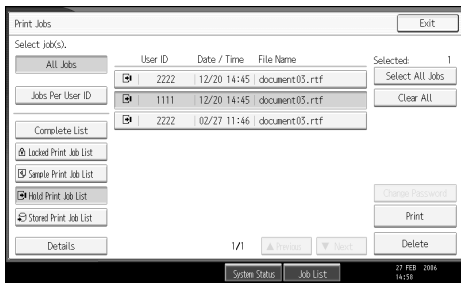 Print Jobs
Exit
Select job(s).
All Jobs
Jobs Per User ID
Complete List
Locked Print Job List
Sample Print Job List
Hold Print Job List
Stored Print Job List
Details
User ID Date / Time File Name
2222 12/20 14:45 document03.rtf
1111 12/20 14:45 document03.rtf
2222 02/27 11:46 document03.rtf
1/1 ▲ Previous ▼ Next
Selected: 1
Select All Jobs
Clear All
Change Password
Print
Delete
System Status Job List
27 FEB 2006
14:58